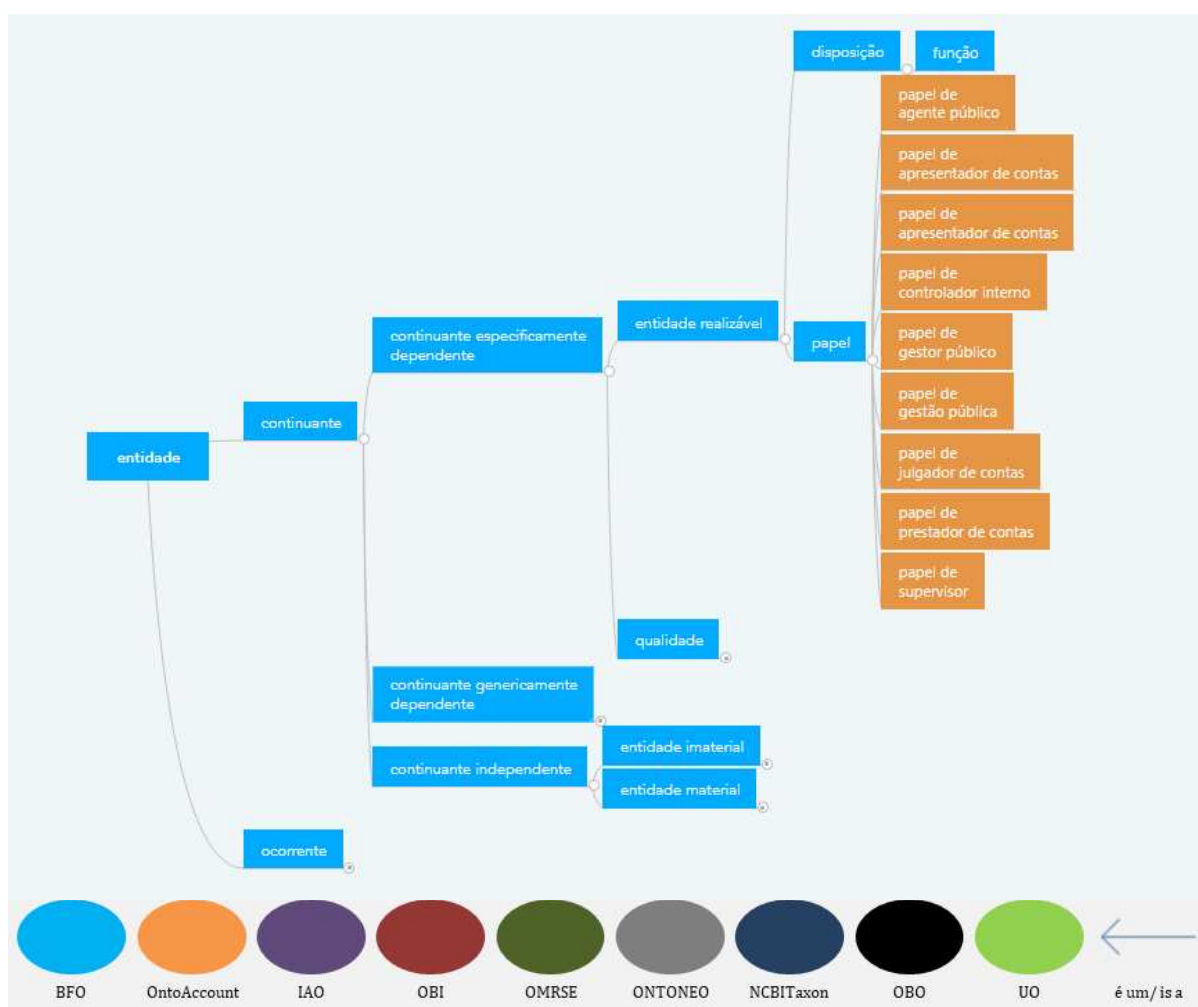 disposição
função
papel de
agente público
papel de
apresentador de contas
papel de
apresentador de contas
papel de
controlador interno
entidade realizável
continuante especificamente
dependente
papel
papel de
gestor público
papel de
gestão pública
continuante
entidade
papel de
julgador de contas
papel de
prestador de contas
papel de
supervisor
qualidade
continuante genericamente
dependente
entidade imaterial
continuante independente
entidade material
ocorrente
BFO
OntoAccount
IAO
OBI
OMRSE
ONTONEO
NCBITaxon
OBO
UO
é um/ is a